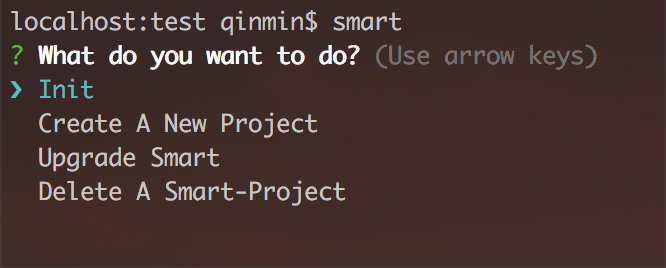 localhost:test qinmin$ smart
? What do you want to do? (Use arrow keys)
❯ Init
Create A New Project
Upgrade Smart
Delete A Smart-Project